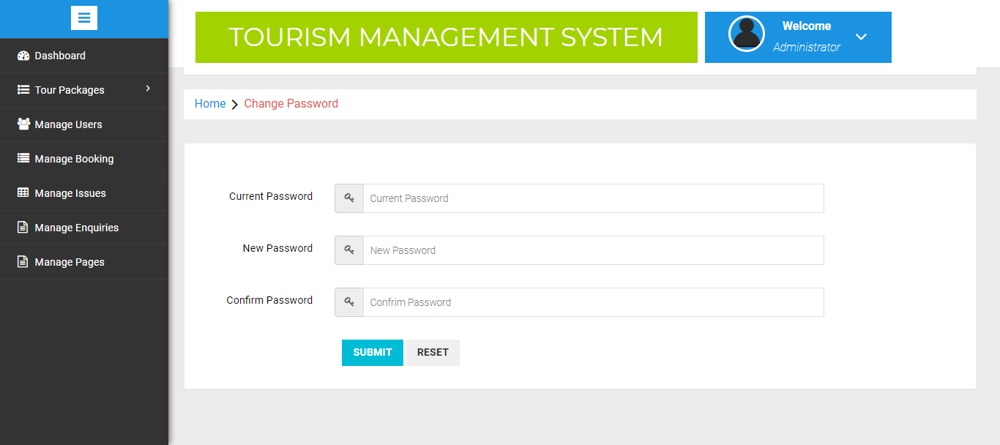 TOURISM MANAGEMENT SYSTEM
Welcome
Administrator
Dashboard
Tour Packages
Manage Users
Manage Booking
Manage Issues
Manage Enquiries
Manage Pages
Home
Change Password
Current Password
Current Password
New Password
New Password
Confirm Password
Confrim Password
SUBMIT
RESET